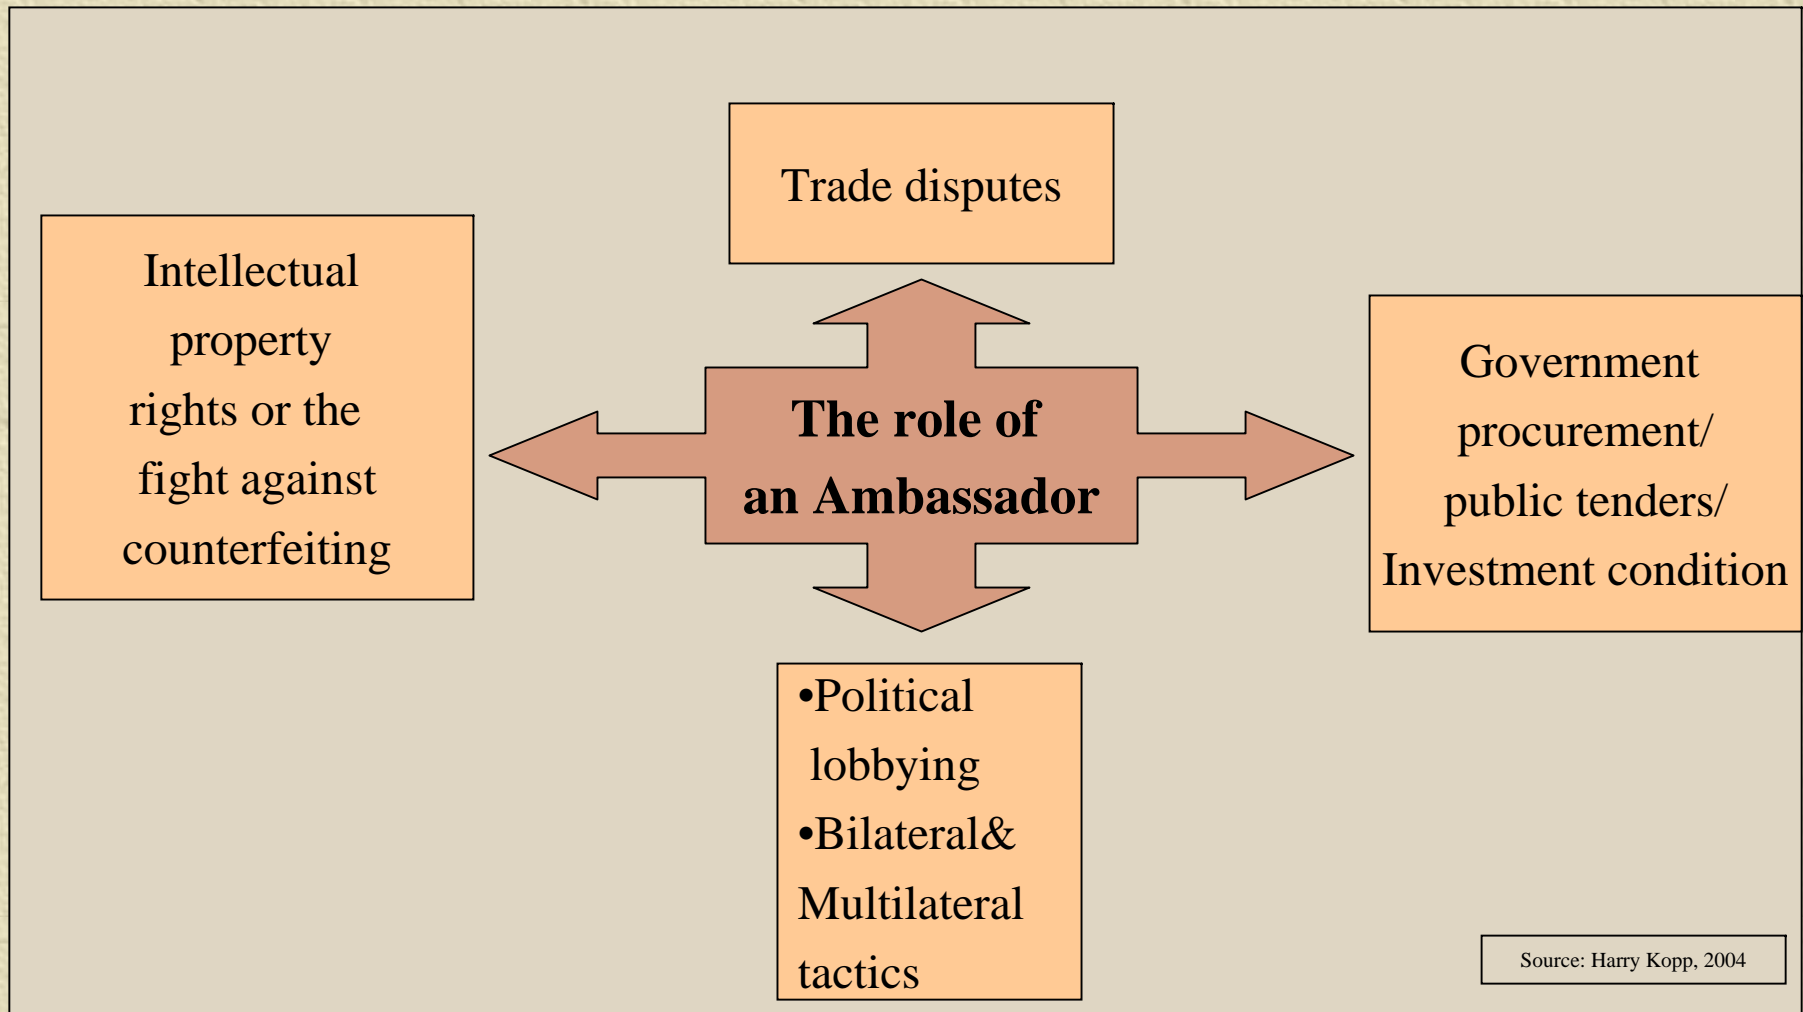 Trade disputes
Intellectual
property
rights or the
fight against
counterfeiting
The role of
an Ambassador
Government
procurement/
public tenders/
Investment condition
•Political
lobbying
•Bilateral&
Multilateral
tactics
Source: Harry Kopp, 2004